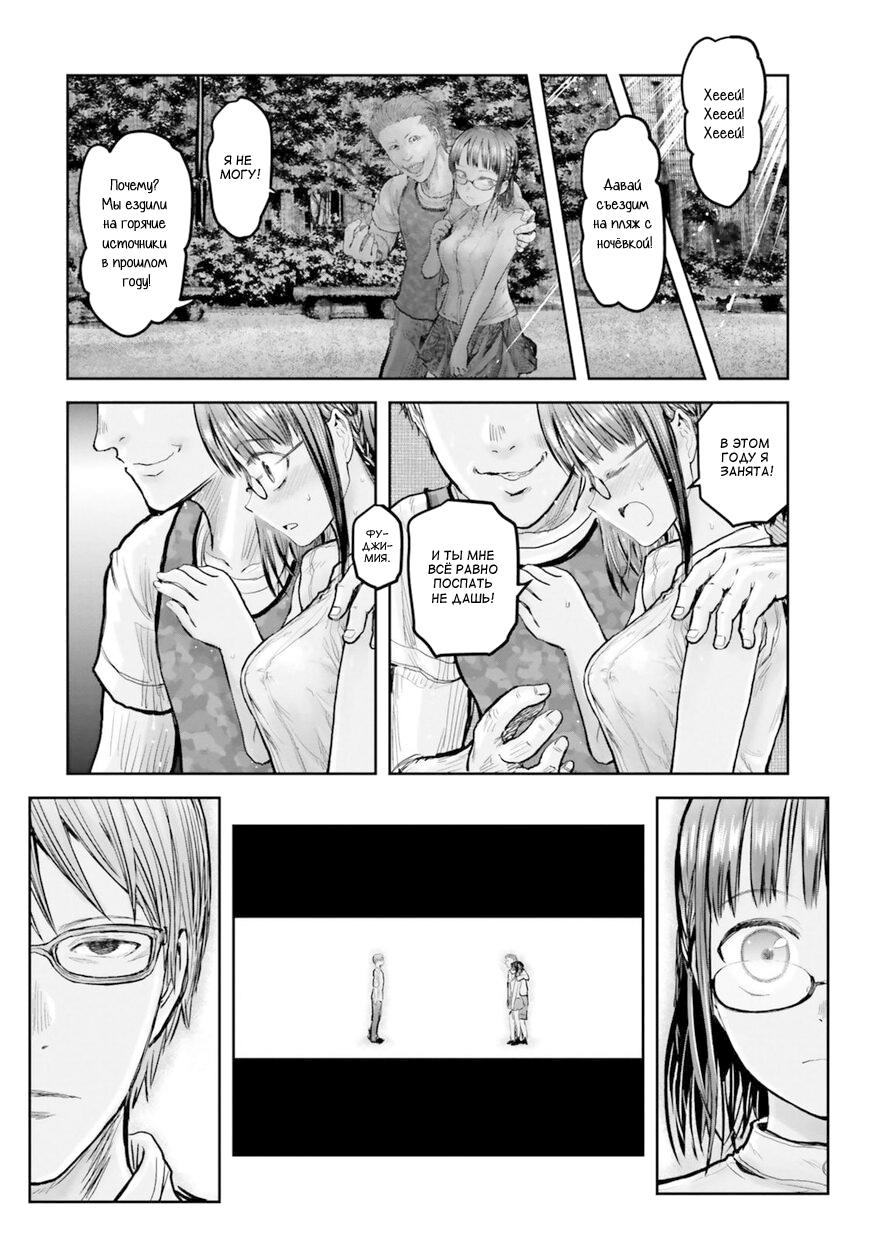 Хееей!
Хееей!
Хееей!
Давай
съездим
на пляж с
ночёвкой!
Я НЕ
МОГУ!
Почему?
Мы ездили
на горячие
источники
в прошлом
году!
В ЭТОМ
ГОДУ Я
ЗАНЯТА!
И ТЫ МНЕ
ВСЁ РАВНО
ПОСПАТЬ
НЕ ДАШЬ!
ФУ-
ДЖИ-
МИЯ.